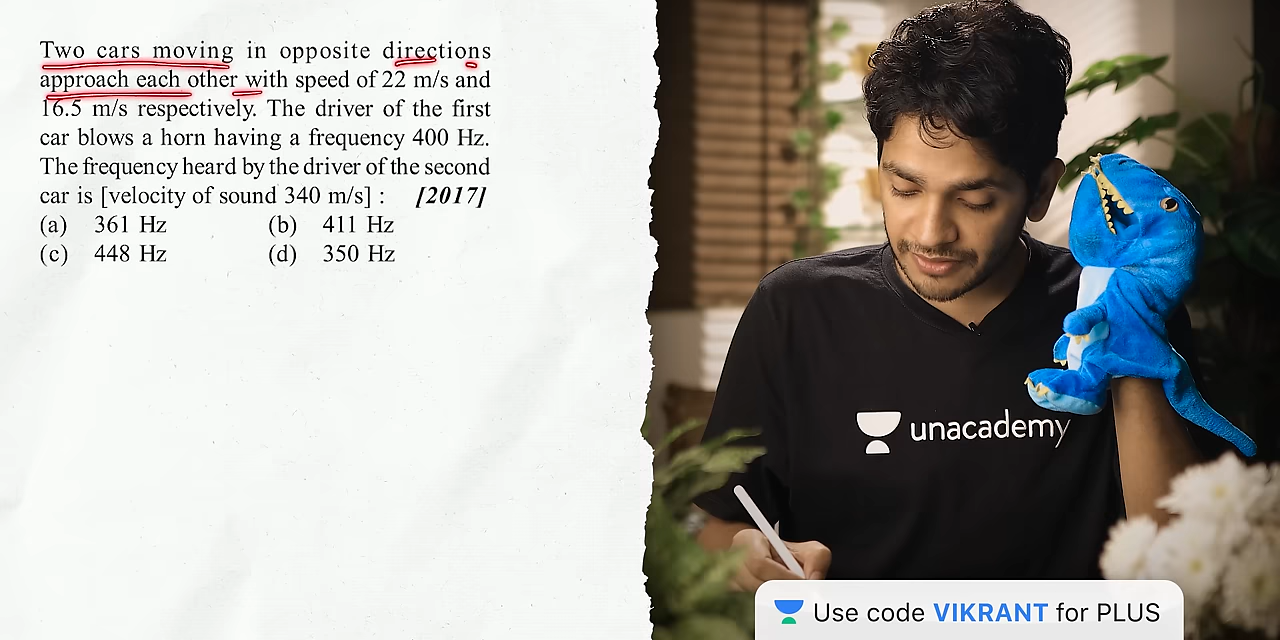 Two cars moving in opposite directions
approach each other with speed of 22 m/s and
16.5 m/s respectively. The driver of the first
car blows a horn having a frequency 400 Hz.
The frequency heard by the driver of the second
car is [velocity of sound 340 m/s] : [2017]
(a) 361 Hz (b) 411 Hz
(c) 448 Hz (d) 350 Hz
unacademy
Use code VIKRANT for PLUS